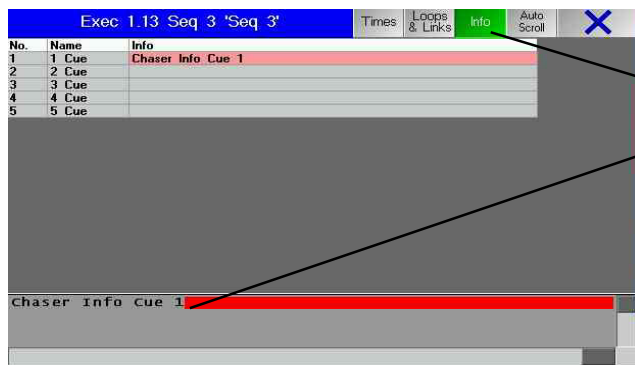 Exec 1.13 Seq 3 'Seq 3' Times Loops & Links Info Auto Scroll
No. Name Info
1 1 Cue Chaser Info Cue 1
2 2 Cue
3 3 Cue
4 4 Cue
5 5 Cue
Chaser Info Cue 1